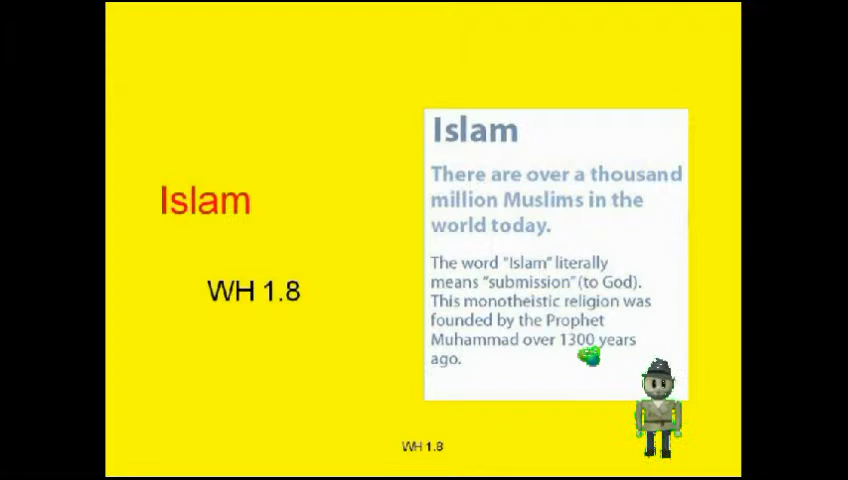 Islam
WH 1.8
Islam
There are over a thousand
million Muslims in the
world today.
The word "Islam" literally
means "submission" (to God).
This monotheistic religion was
founded by the Prophet
Muhammad over 1300 years
ago.
WH 1.8